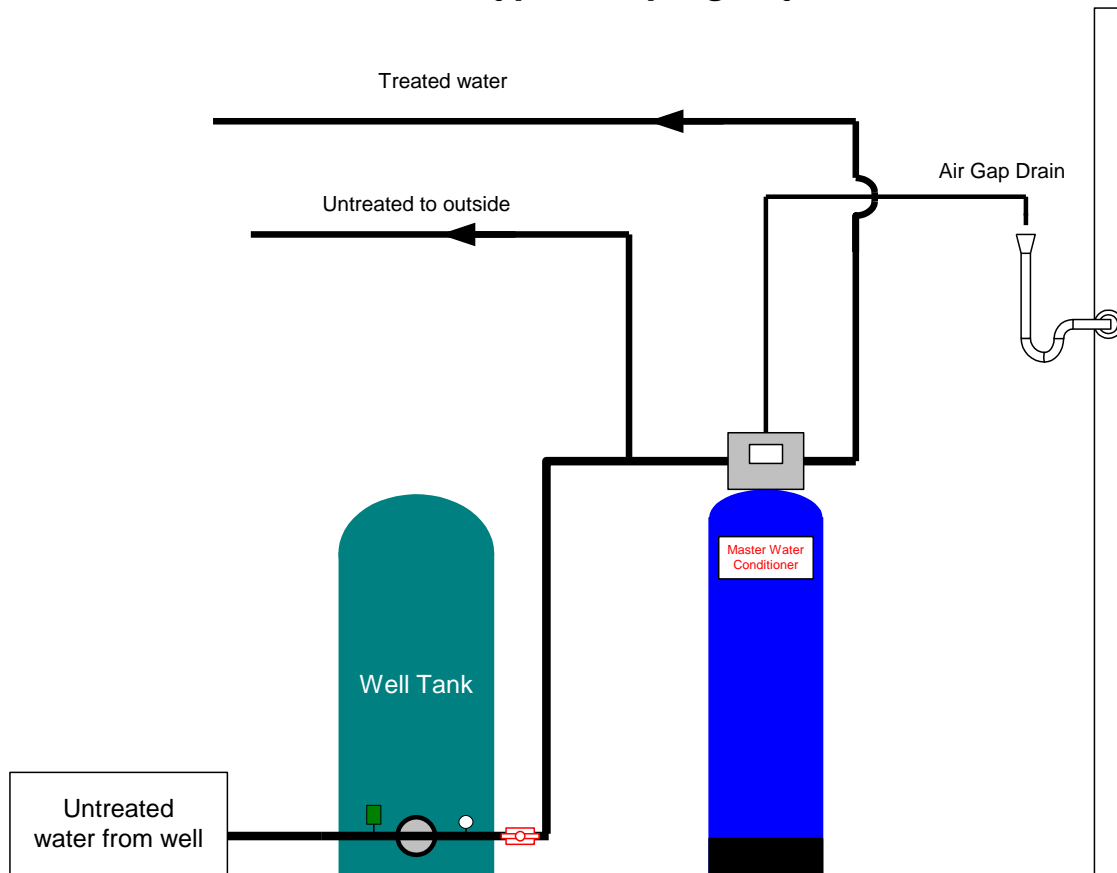 Treated water
Air Gap Drain
Untreated to outside
Master Water
Conditioner
Well Tank
Untreated
water from well